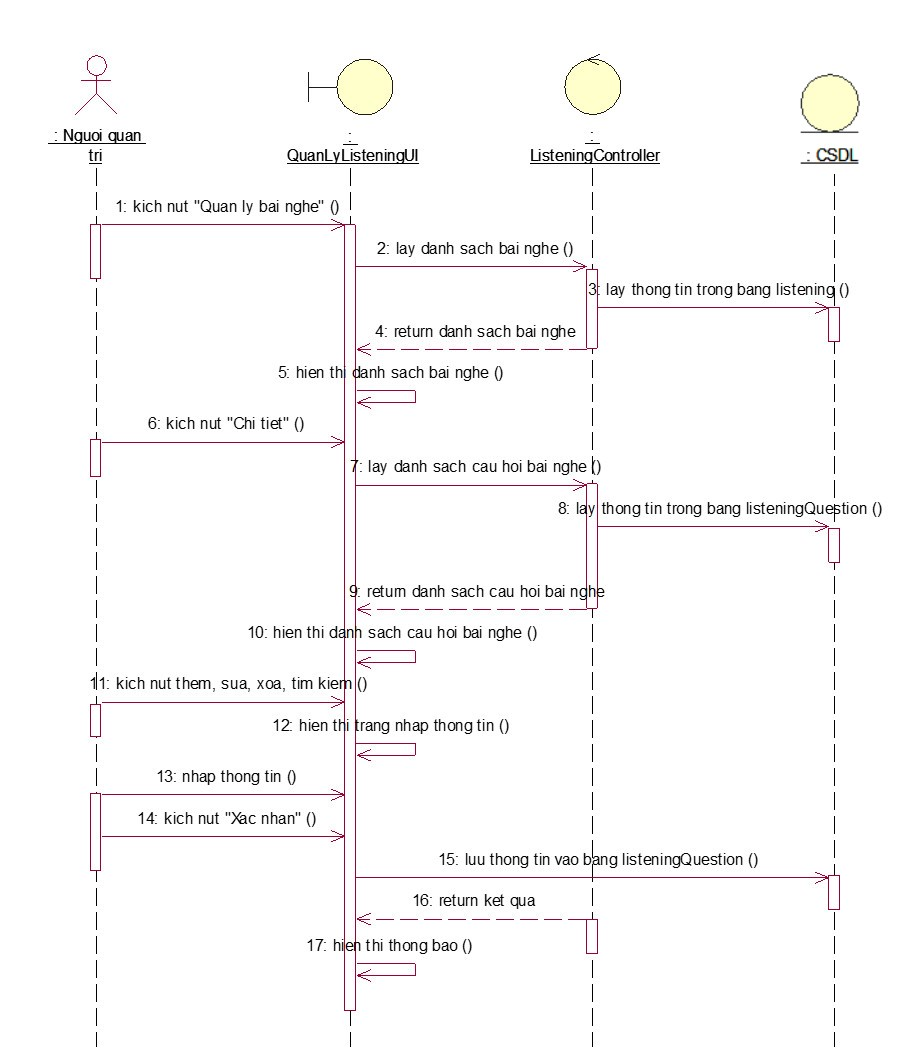 : Nguoi quan
tri
:
QuanLyListeningUI
:
ListeningController
: CSDL
1: kich nut "Quan ly bai nghe" ()
2: lay danh sach bai nghe ()
3: lay thong tin trong bang listening ()
4: return danh sach bai nghe
5: hien thi danh sach bai nghe ()
6: kich nut "Chi tiet" ()
7: lay danh sach cau hoi bai nghe ()
8: lay thong tin trong bang listeningQuestion ()
9: return danh sach cau hoi bai nghe
10: hien thi danh sach cau hoi bai nghe ()
11: kich nut them, sua, xoa, tim kiem ()
12: hien thi trang nhap thong tin ()
13: nhap thong tin ()
14: kich nut "Xac nhan" ()
15: luu thong tin vao bang listeningQuestion ()
16: return ket qua
17: hien thi thong bao ()